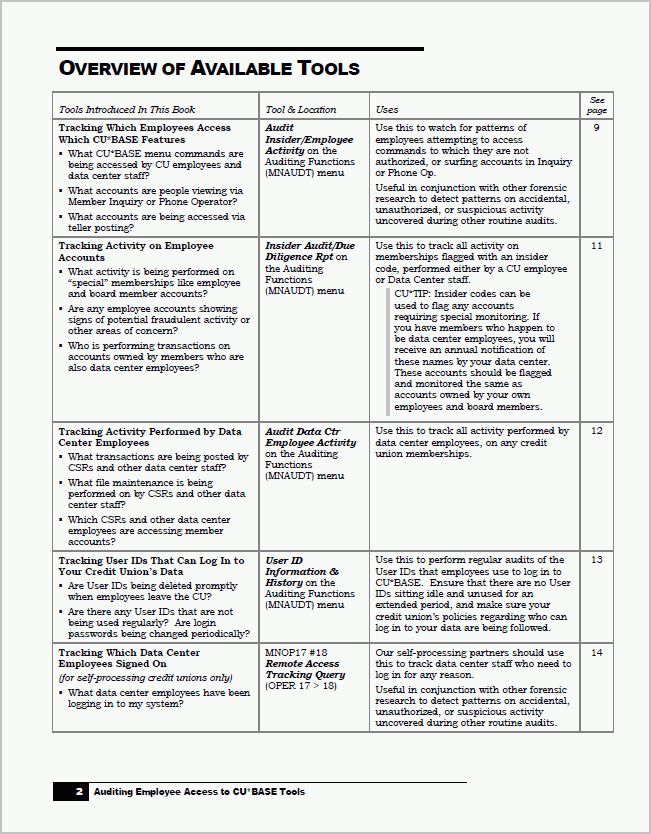 OVERVIEW OF AVAILABLE TOOLS
Tools Introduced In This Book
Tool & Location
Uses
See
page
Tracking Which Employees Access
Which CU*BASE Features
▪ What CU*BASE menu commands are
being accessed by CU employees and
data center staff?
▪ What accounts are people viewing via
Member Inquiry or Phone Operator?
▪ What accounts are being accessed via
teller posting?
Audit
Insider/Employee
Activity on the
Auditing Functions
(MNAUDT) menu
Use this to watch for patterns of
employees attempting to access
commands to which they are not
authorized, or surfing accounts in Inquiry
or Phone Op.
Useful in conjunction with other forensic
research to detect patterns on accidental,
unauthorized, or suspicious activity
uncovered during other routine audits.
9
Tracking Activity on Employee
Accounts
▪ What activity is being performed on
“special” memberships like employee
and board member accounts?
▪ Are any employee accounts showing
signs of potential fraudulent activity or
other areas of concern?
▪ Who is performing transactions on
accounts owned by members who are
also data center employees?
Insider Audit/Due
Diligence Rpt on
the Auditing
Functions
(MNAUDT) menu
Use this to track all activity on
memberships flagged with an insider
code, performed either by a CU employee
or Data Center staff.
CU*TIP: Insider codes can be
used to flag any accounts
requiring special monitoring. If
you have members who happen to
be data center employees, you will
receive an annual notification of
these names by your data center.
These accounts should be flagged
and monitored the same as
accounts owned by your own
employees and board members.
11
Tracking Activity Performed by Data
Center Employees
▪ What transactions are being posted by
CSRs and other data center staff?
▪ What file maintenance is being
performed on by CSRs and other data
center staff?
▪ Which CSRs and other data center
employees are accessing member
accounts?
Audit Data Ctr
Employee Activity
on the Auditing
Functions
(MNAUDT) menu
Use this to track all activity performed by
data center employees, on any credit
union memberships.
12
Tracking User IDs That Can Log In to
Your Credit Union’s Data
▪ Are User IDs being deleted promptly
when employees leave the CU?
▪ Are there any User IDs that are not
being used regularly? Are login
passwords being changed periodically?
User ID
Information &
History on the
Auditing Functions
(MNAUDT) menu
Use this to perform regular audits of the
User IDs that employees use to log in to
CU*BASE. Ensure that there are no User
IDs sitting idle and unused for an
extended period, and make sure your
credit union’s policies regarding who can
log in to your data are being followed.
13
Tracking Which Data Center
Employees Signed On
(for self-processing credit unions only)
▪ What data center employees have been
logging in to my system?
MNOP17 #18
Remote Access
Tracking Query
(OPER 17 > 18)
Our self-processing partners should use
this to track data center staff who need to
log in for any reason.
Useful in conjunction with other forensic
research to detect patterns on accidental,
unauthorized, or suspicious activity
uncovered during other routine audits.
14
2 Auditing Employee Access to CU*BASE Tools